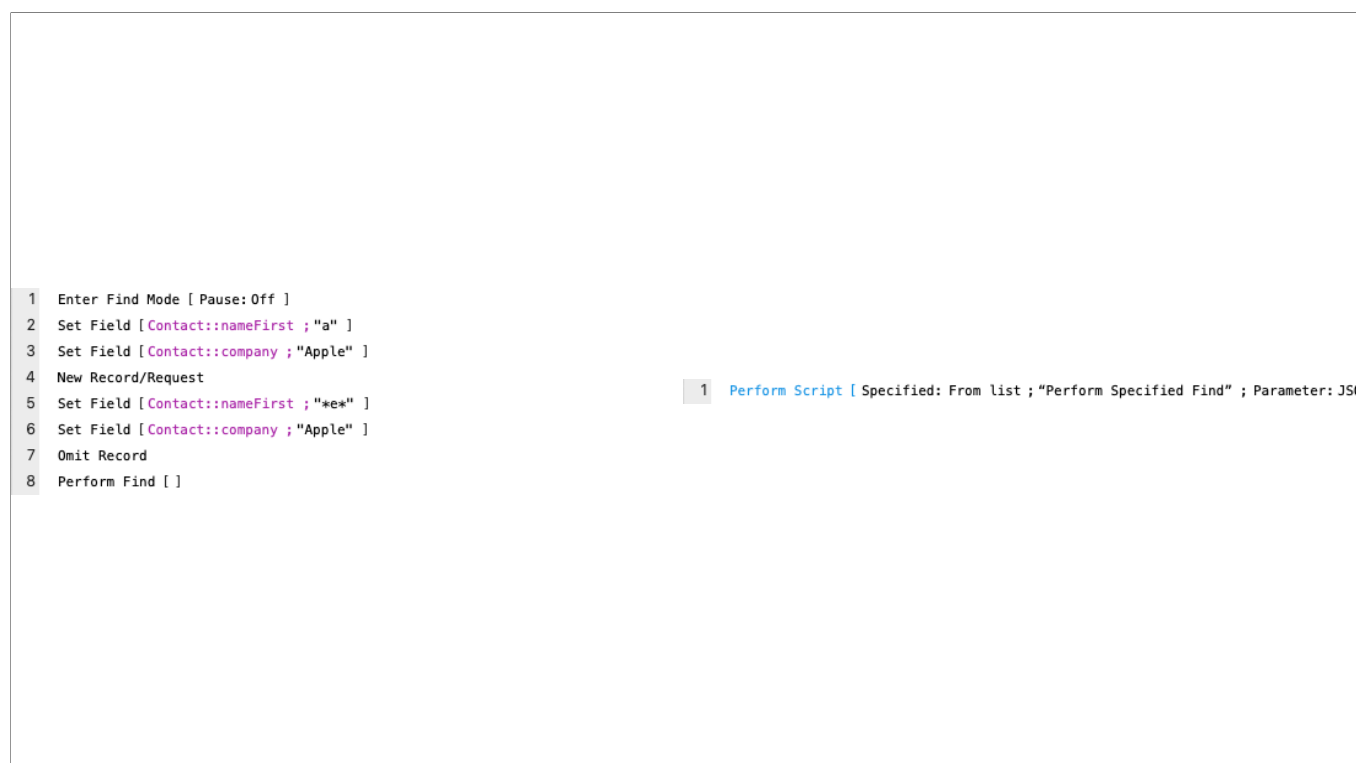 1 Enter Find Mode [ Pause: Off ]
2 Set Field [ Contact::nameFirst ; "a" ]
3 Set Field [ Contact::company ; "Apple" ]
4 New Record/Request
5 Set Field [ Contact::nameFirst ; "*e*" ]
6 Set Field [ Contact::company ; "Apple" ]
7 Omit Record
8 Perform Find [ ]
1 Perform Script [ Specified: From list ; “Perform Specified Find” ; Parameter: